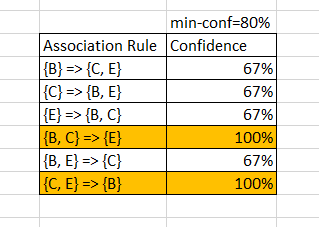 min-conf=80%
Association Rule Confidence
{B} => {C, E} 67%
{C} => {B, E} 67%
{E} => {B, C} 67%
{B, C} => {E} 100%
{B, E} => {C} 67%
{C, E} => {B} 100%